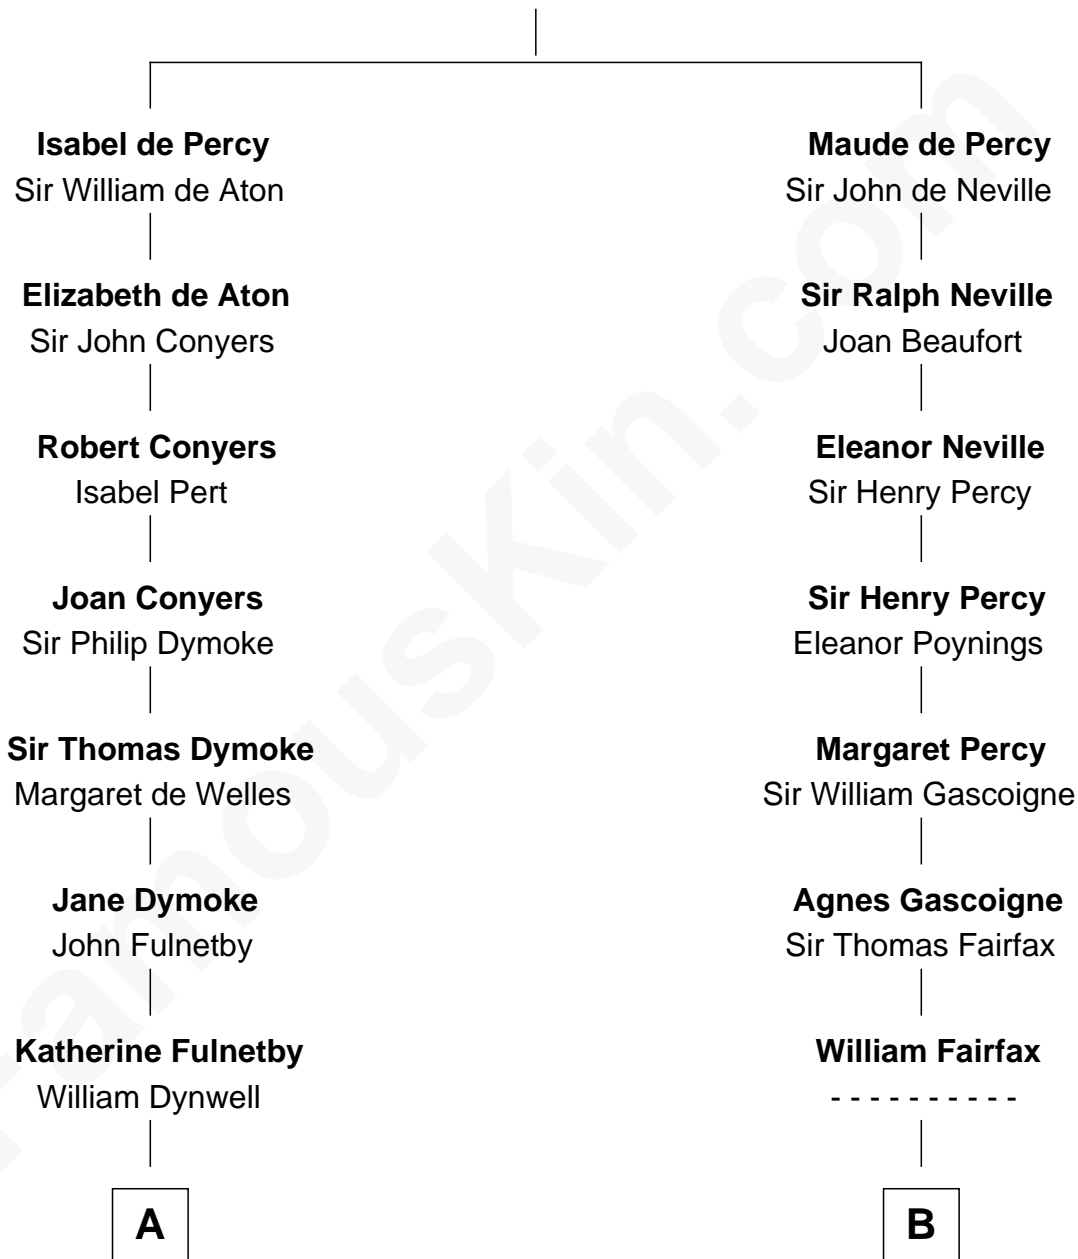 Isabel de Percy
Sir William de Aton
Elizabeth de Aton
Sir John Conyers
Robert Conyers
Isabel Pert
Joan Conyers
Sir Philip Dymoke
Sir Thomas Dymoke
Margaret de Welles
Jane Dymoke
John Fulnetby
Katherine Fulnetby
William Dynwell
A
Maude de Percy
Sir John de Neville
Sir Ralph Neville
Joan Beaufort
Eleanor Neville
Sir Henry Percy
Sir Henry Percy
Eleanor Poynings
Margaret Percy
Sir William Gascoigne
Agnes Gascoigne
Sir Thomas Fairfax
William Fairfax
- - - - - - - - - -
B
FamousKin.com